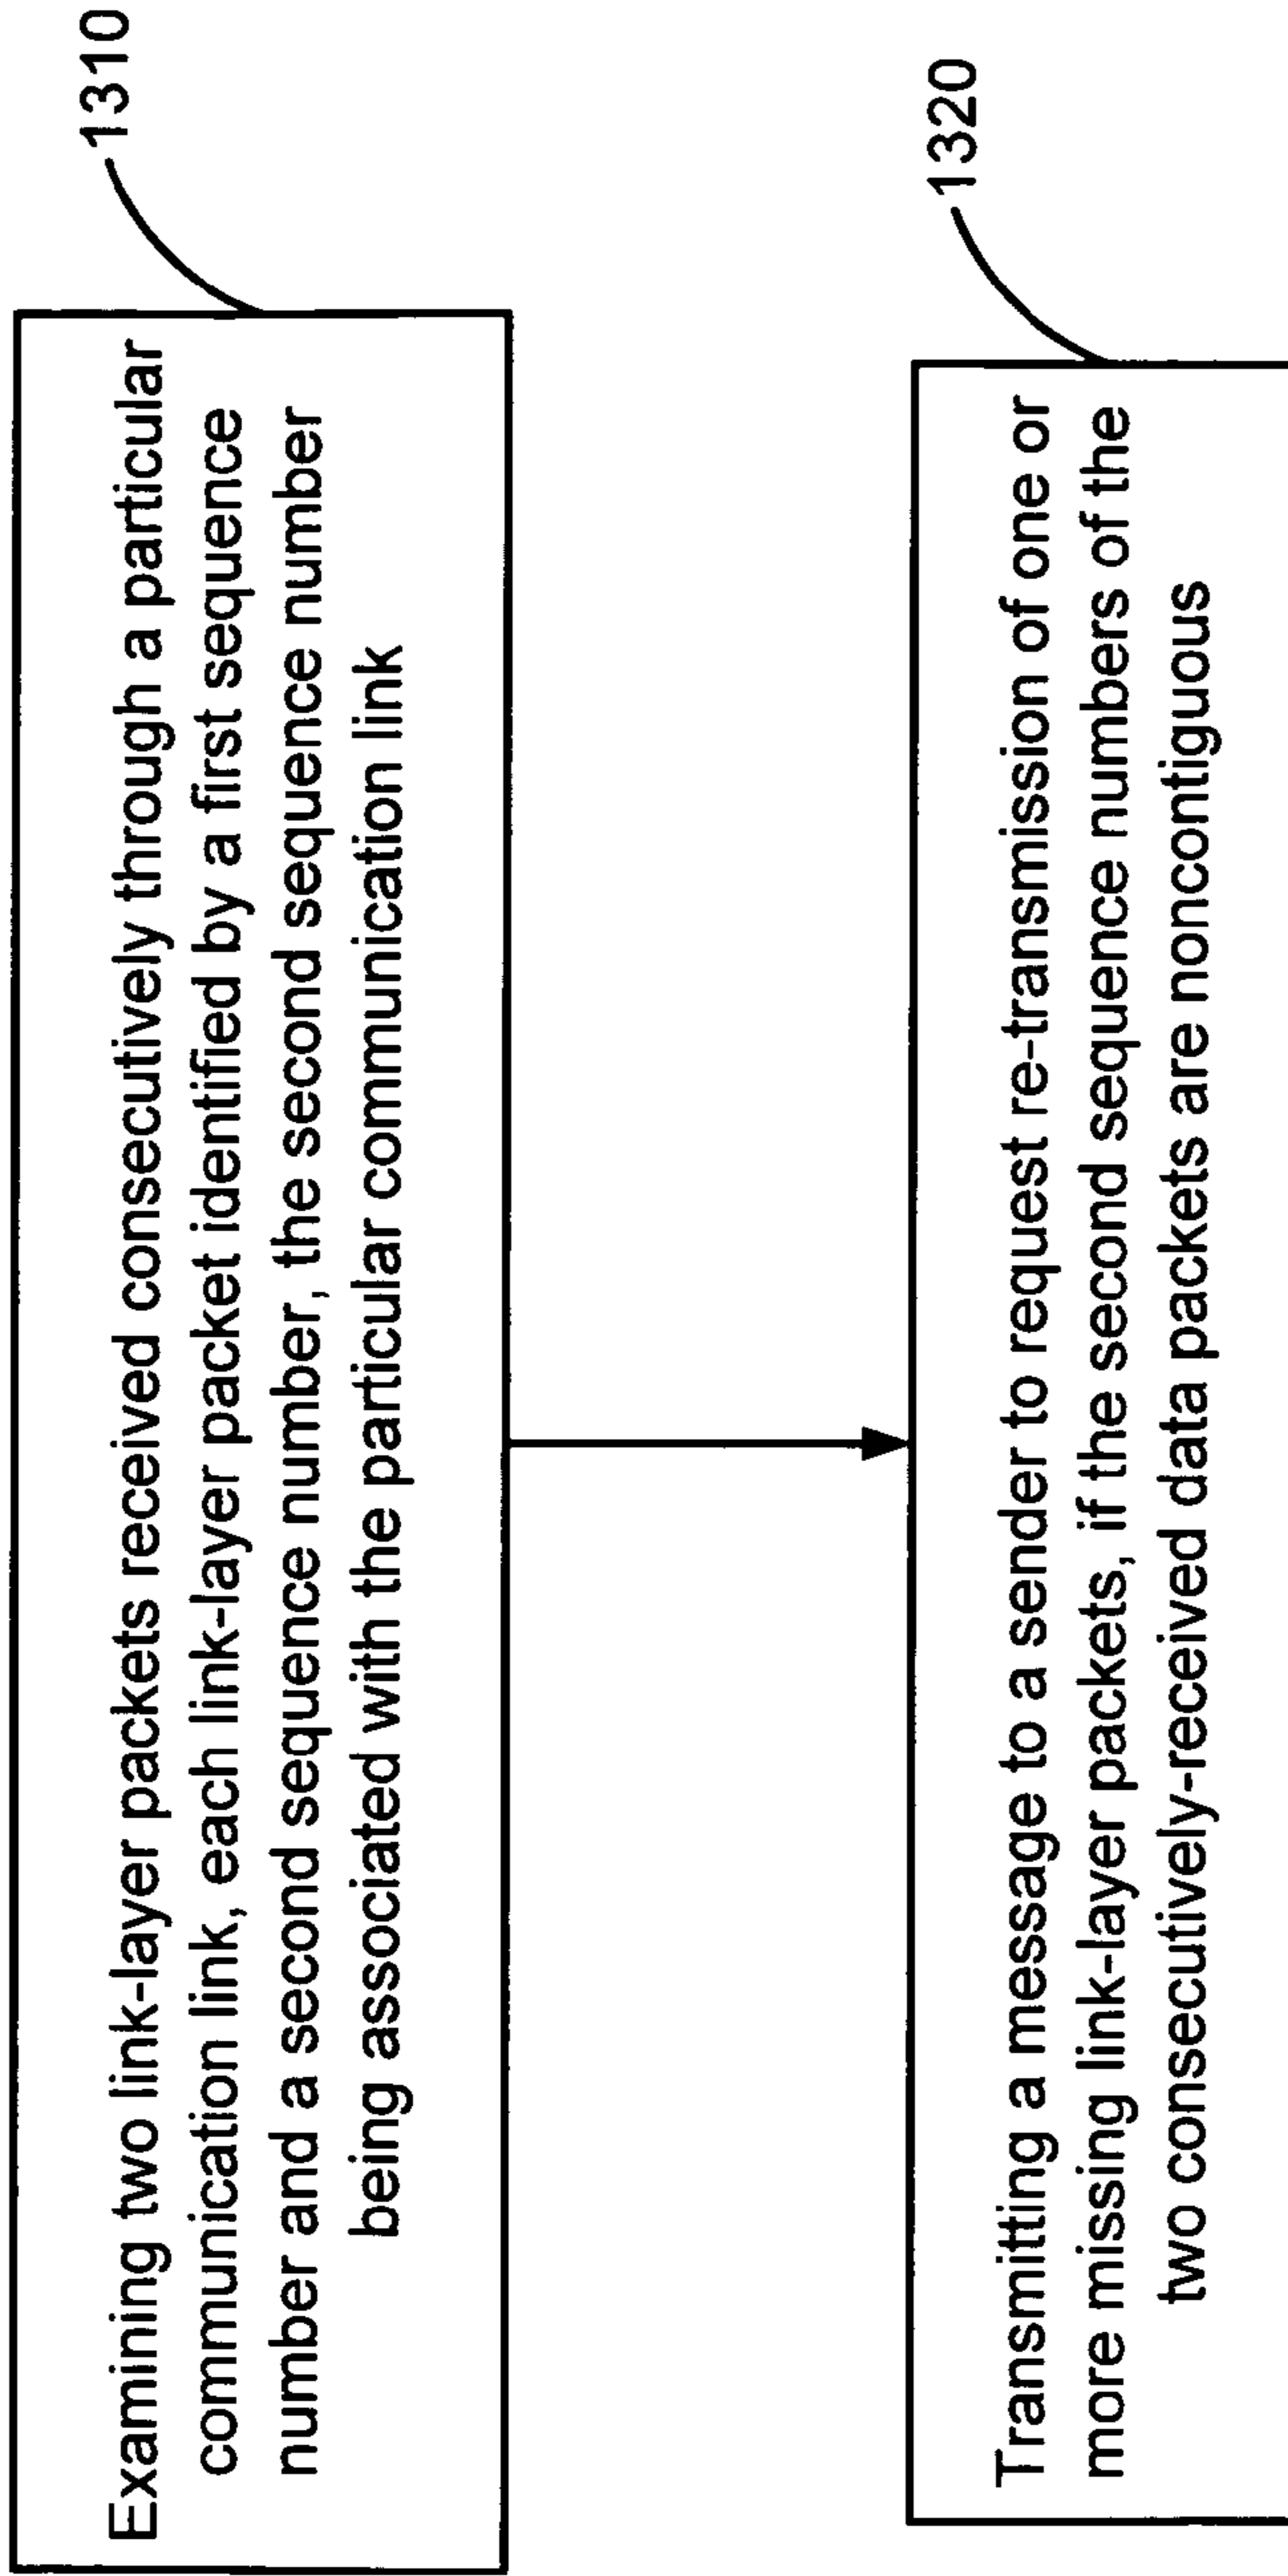 Examining two link-layer packets received consecutively through a particular
communication link, each link-layer packet identified by a first sequence
number and a second sequence number, the second sequence number
being associated with the particular communication link
1310
Transmitting a message to a sender to request re-transmission of one or
more missing link-layer packets, if the second sequence numbers of the
two consecutively-received data packets are noncontiguous
1320